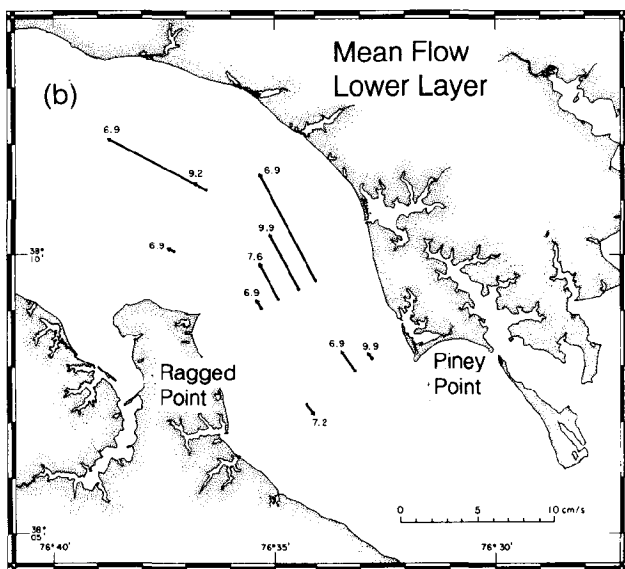 Mean Flow
Lower Layer
(b)
6.9
9.2
6.9
9.9
6.9
7.6
6.9
38°
10'
6.9
9.9
Ragged
Point
Piney
Point
7.2
0 5 10 cm/s
38°
05'
76°40' 76°35' 76°30'